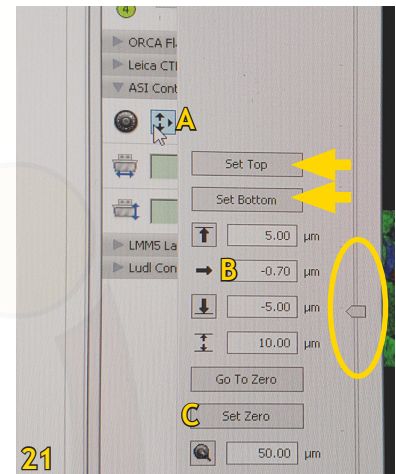 4
ORCA Fl
Leica CTI
ASI Cont
A
Set Top
Set Bottom
5.00 µm
B -0.70 µm
-5.00 µm
LMM5 La
Ludl Con
10.00 µm
Go To Zero
C Set Zero
50.00 µm
21